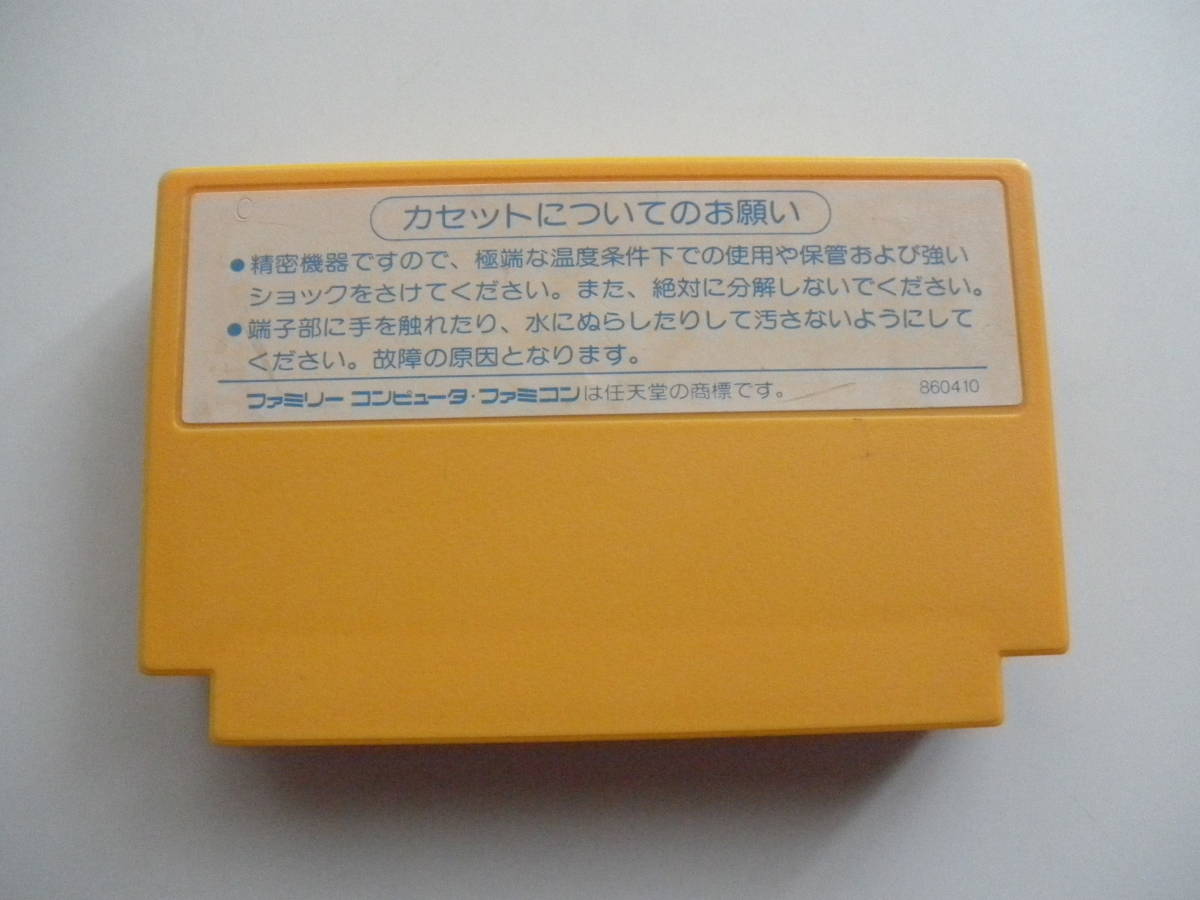 C
カセットについてのお願い
●精密機器ですので、極端な温度条件下での使用や保管および強い
ショックをさけてください。また、絶対に分解しないでください。
●端子部に手を触れたり、水にぬらしたりして汚さないようにして
ください。故障の原因となります。
ファミリー コンピュータ・ファミコンは任天堂の商標です。 860410